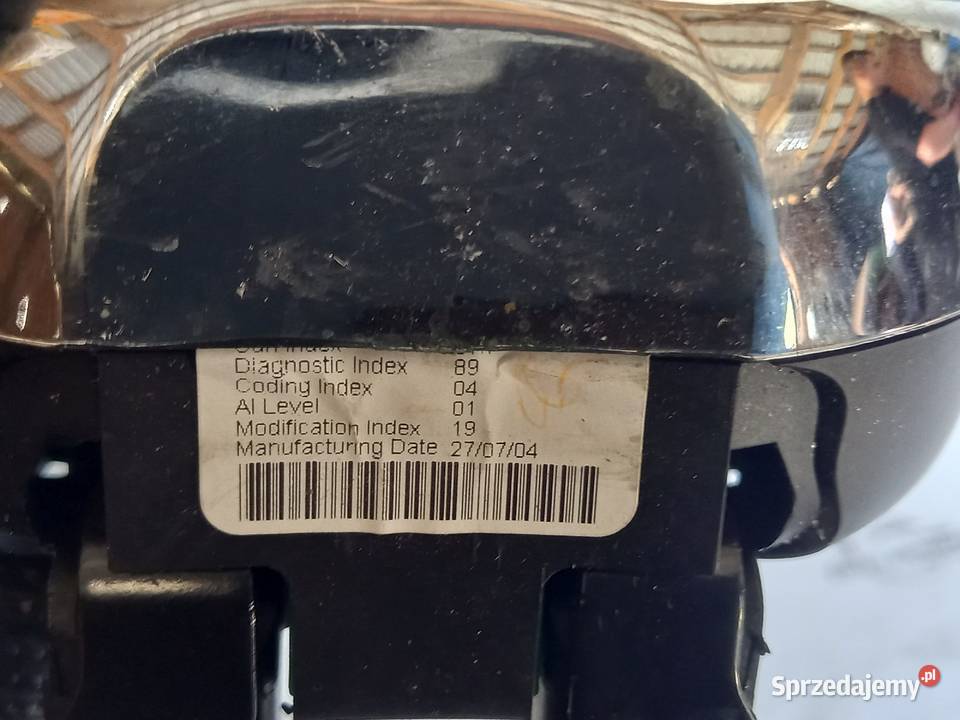 Diagnostic Index 89
Coding Index 04
AI Level 01
Modification Index 19
Manufacturing Date 27/07/04
Sprzedajemy.pl